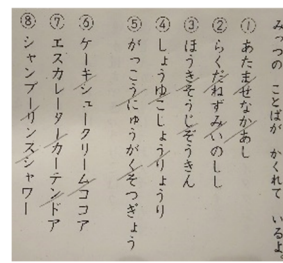 みっつの ことばが かくれて いるよ。
①あたませなかあし
②らくだねずみいのしし
③ほうきそうじぞうきん
④しょうゆこしょうりょうり
⑤がっこうにゅうがくそつぎょう
⑥ケーキシュークリームココア
⑦エスカレーターカーテンドア
⑧シャンプーリンスシャワー